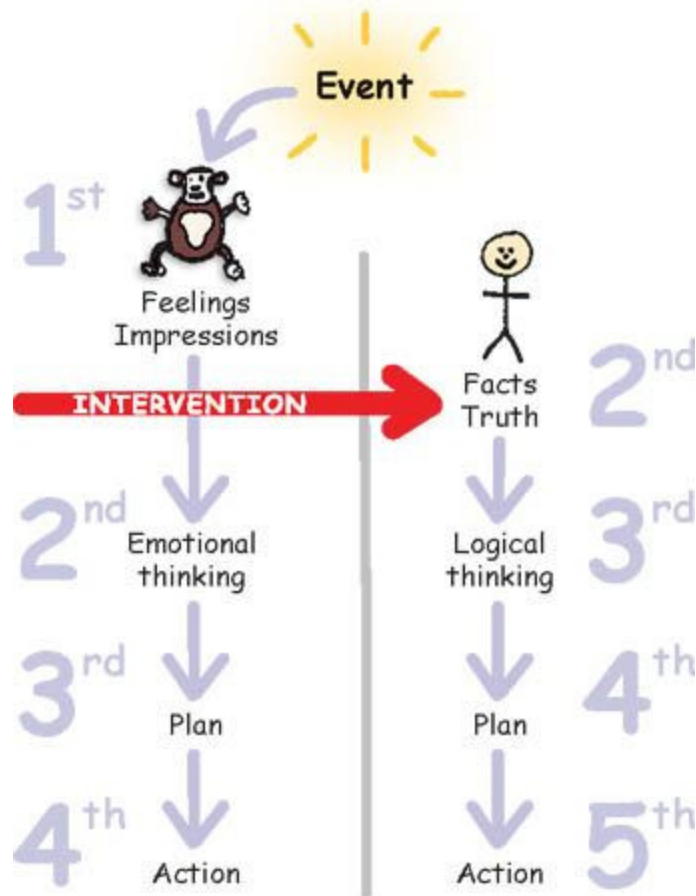 Event
1st
Feelings
Impressions
INTERVENTION
Facts
Truth
2nd
2nd
Emotional
thinking
Logical
thinking
3rd
3rd
Plan
Plan
4th
4th
Action
Action
5th